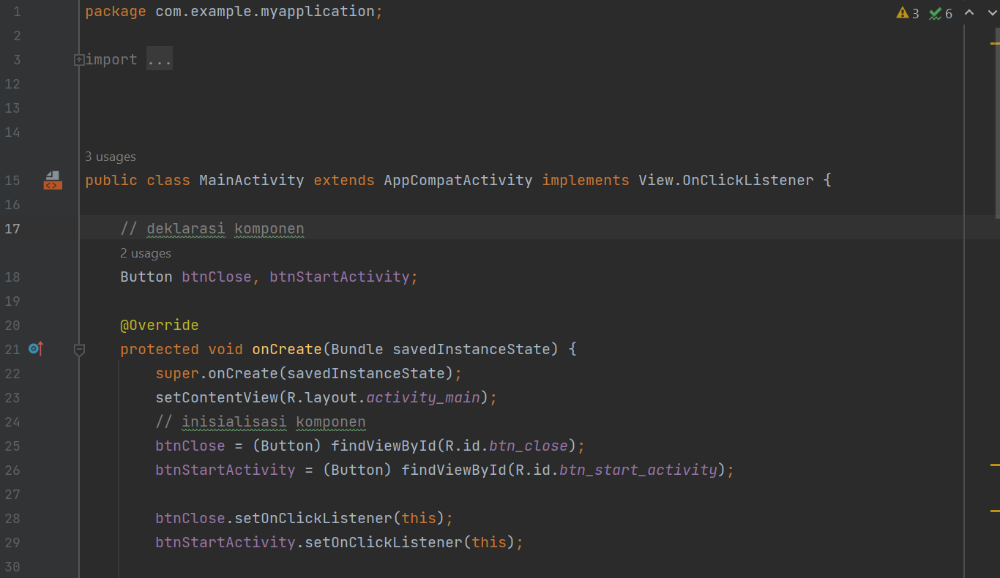 1 package com.example.myapplication;
3 6
2
3 import ...
12
13
14
3 usages
15 public class MainActivity extends AppCompatActivity implements View.OnClickListener {
16
17 // deklarasi komponen
2 usages
18 Button btnClose, btnStartActivity;
19
20 @Override
21 protected void onCreate(Bundle savedInstanceState) {
22 super.onCreate(savedInstanceState);
23 setContentView(R.layout.activity_main);
24 // inisialisasi komponen
25 btnClose = (Button) findViewById(R.id.btn_close);
26 btnStartActivity = (Button) findViewById(R.id.btn_start_activity);
27
28 btnClose.setOnClickListener(this);
29 btnStartActivity.setOnClickListener(this);
30